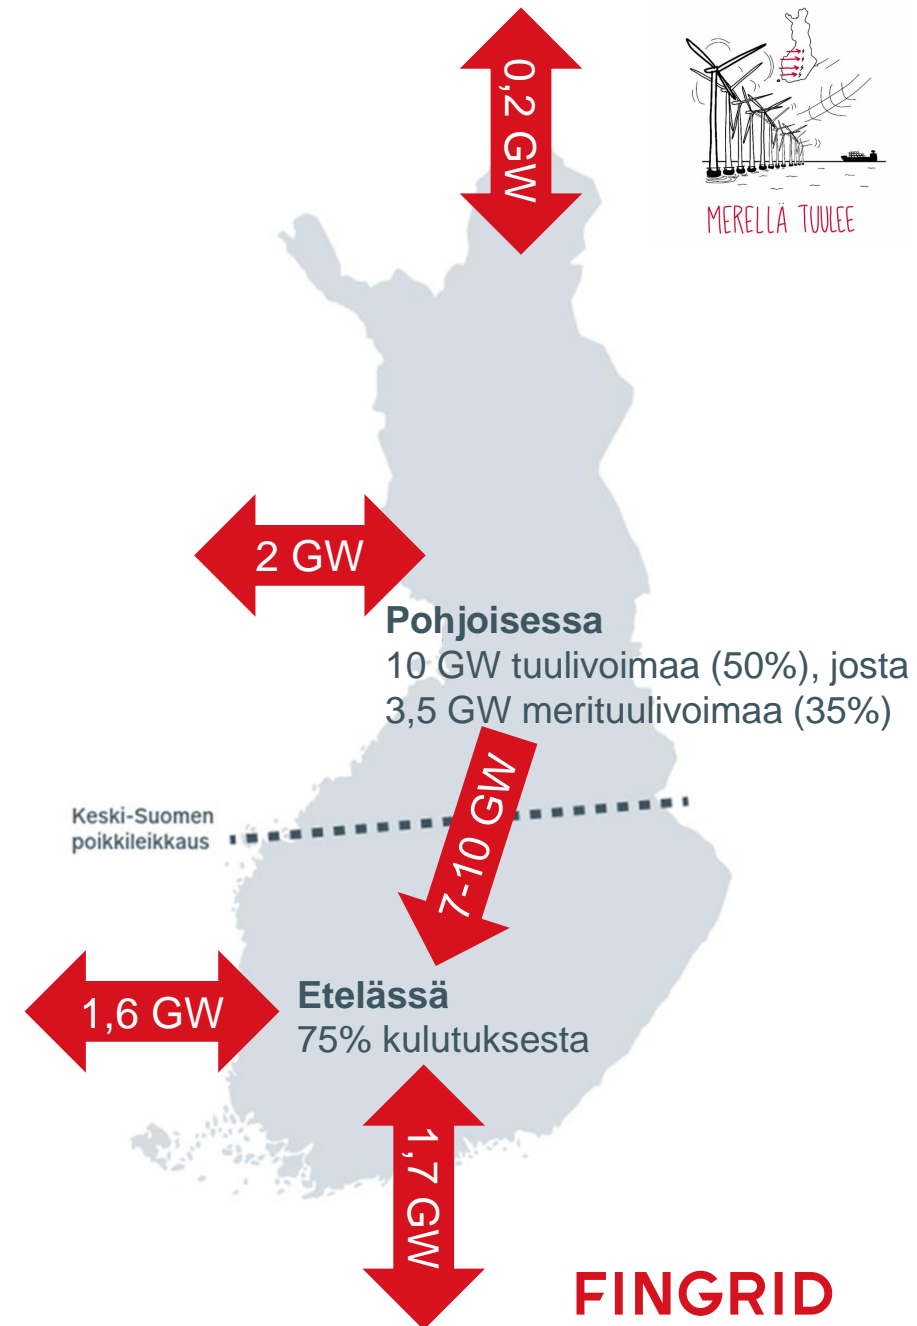 0,2 GW
MERELLÄ TUULEE
2 GW
Pohjoisessa
10 GW tuulivoimaa (50%), josta
3,5 GW merituulivoimaa (35%)
7-10 GW
Keski-Suomen
poikkileikkaus
1,6 GW
Etelässä
75% kulutuksesta
1,7 GW
FINGRID